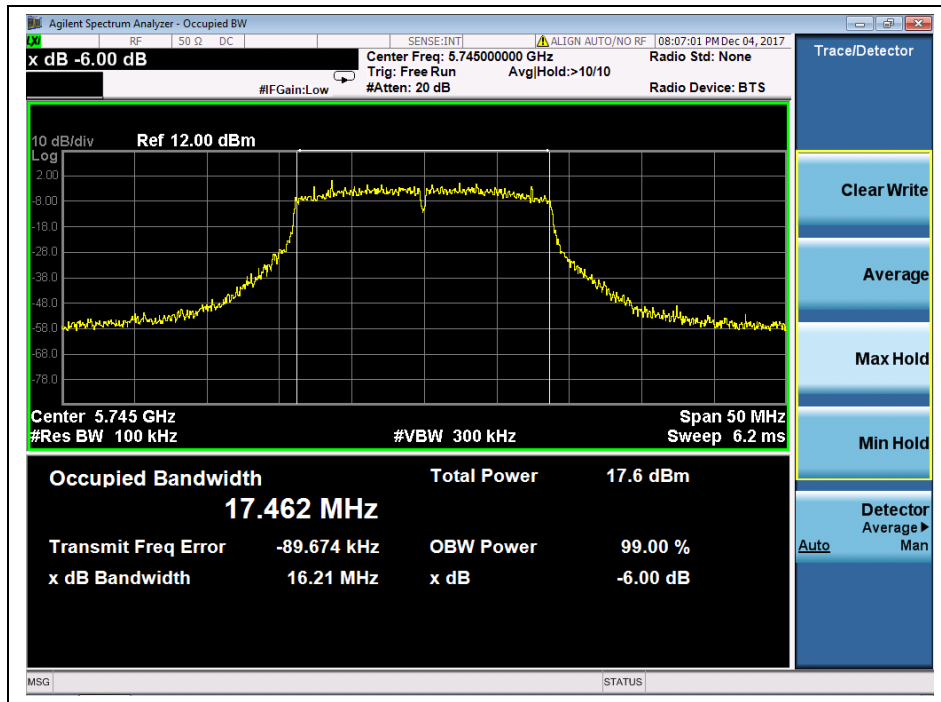 Agilent Spectrum Analyzer - Occupied BW
LXI RF 50 Ω DC SENSE:INT ALIGN AUTO/NO RF 08:07:01 PM Dec 04, 2017
x dB -6.00 dB
Center Freq: 5.745000000 GHz
Radio Std: None
Trig: Free Run Avg|Hold:>10/10
#IFGain:Low
#Atten: 20 dB
Radio Device: BTS
Trace/Detector
10 dB/div Ref 12.00 dBm
Log
2.00
-8.00
-18.0
-28.0
-38.0
-48.0
-58.0
-68.0
-78.0
Center 5.745 GHz
Span 50 MHz
#Res BW 100 kHz
#VBW 300 kHz
Sweep 6.2 ms
Occupied Bandwidth
17.462 MHz
Total Power 17.6 dBm
Transmit Freq Error -89.674 kHz
OBW Power 99.00 %
x dB Bandwidth 16.21 MHz
x dB -6.00 dB
Clear Write
Average
Max Hold
Min Hold
Detector
Average
Auto Man
MSG
STATUS